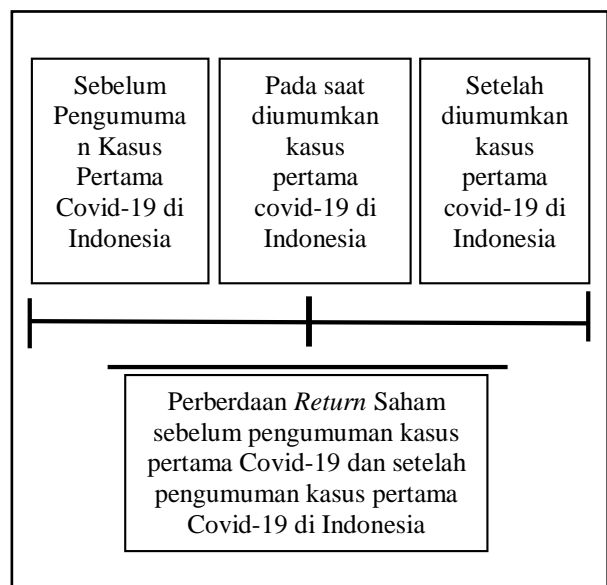 Sebelum
Pengumuma
n Kasus
Pertama
Covid-19 di
Indonesia
Pada saat
diumumkan
kasus
pertama
covid-19 di
Indonesia
Setelah
diumumkan
kasus
pertama
covid-19 di
Indonesia
Perberdaan Return Saham
sebelum pengumuman kasus
pertama Covid-19 dan setelah
pengumuman kasus pertama
Covid-19 di Indonesia